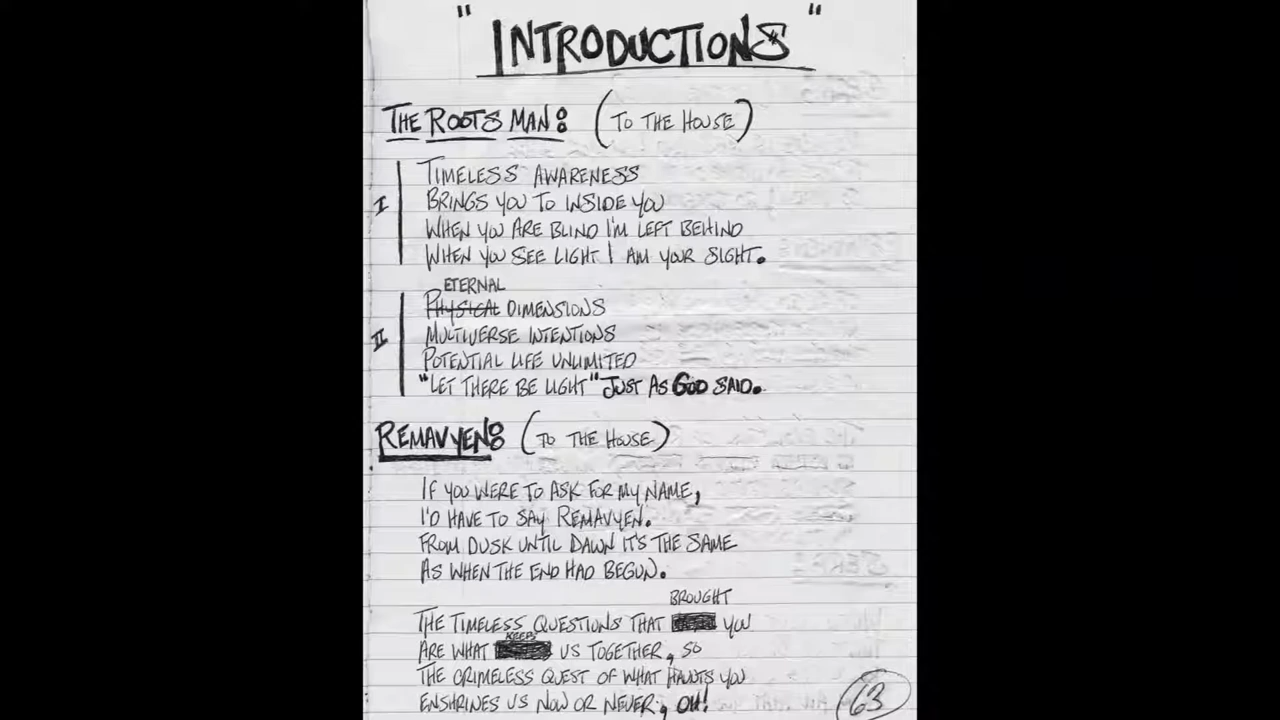 "INTRODUCTIONS"
THE ROOTS MAN: (TO THE HOUSE)
I
TIMELESS AWARENESS
BRINGS YOU TO INSIDE YOU
WHEN YOU ARE BLIND I'M LEFT BEHIND
WHEN YOU SEE LIGHT I AM YOUR SIGHT.
II
ETERNAL
PHYSICAL DIMENSIONS
MULTIVERSE INTENTIONS
POTENTIAL LIFE UNLIMITED
"LET THERE BE LIGHT" JUST AS GOD SAID.
REMAVYEN: (TO THE HOUSE)
IF YOU WERE TO ASK FOR MY NAME,
I'D HAVE TO SAY REMAVYEN.
FROM DUSK UNTIL DAWN IT'S THE SAME
AS WHEN THE END HAD BEGUN.
BROUGHT
THE TIMELESS QUESTIONS THAT YOU
KEEPS
ARE WHAT US TOGETHER, SO
THE CRIMELESS QUEST OF WHAT HAUNTS YOU
ENSHRINES US NOW OR NEVER, OH!
63